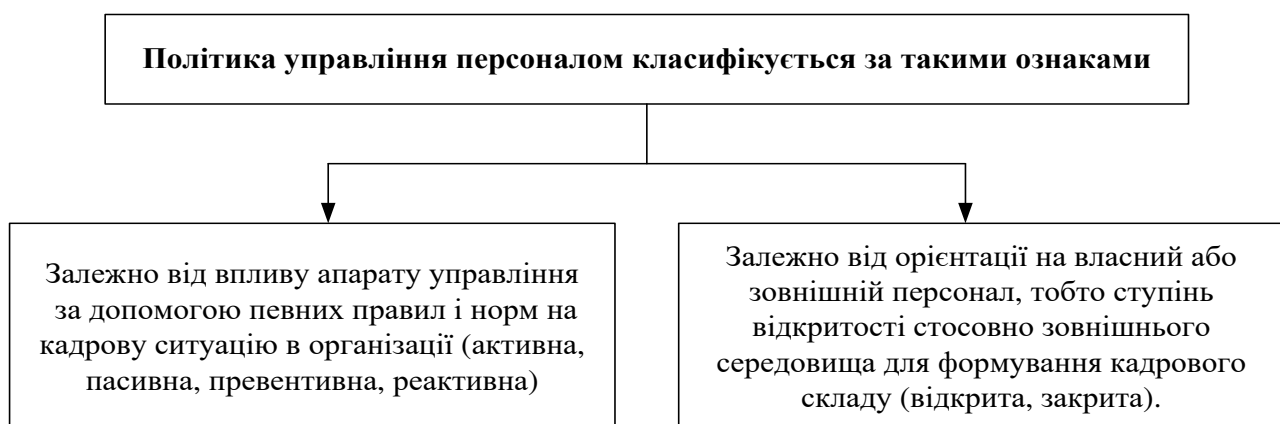 Політика управління персоналом класифікується за такими ознаками
Залежно від впливу апарату управління
за допомогою певних правил і норм на
кадрову ситуацію в організації (активна,
пасивна, превентивна, реактивна)
Залежно від орієнтації на власний або
зовнішній персонал, тобто ступінь
відкритості стосовно зовнішнього
середовища для формування кадрового
складу (відкрита, закрита).